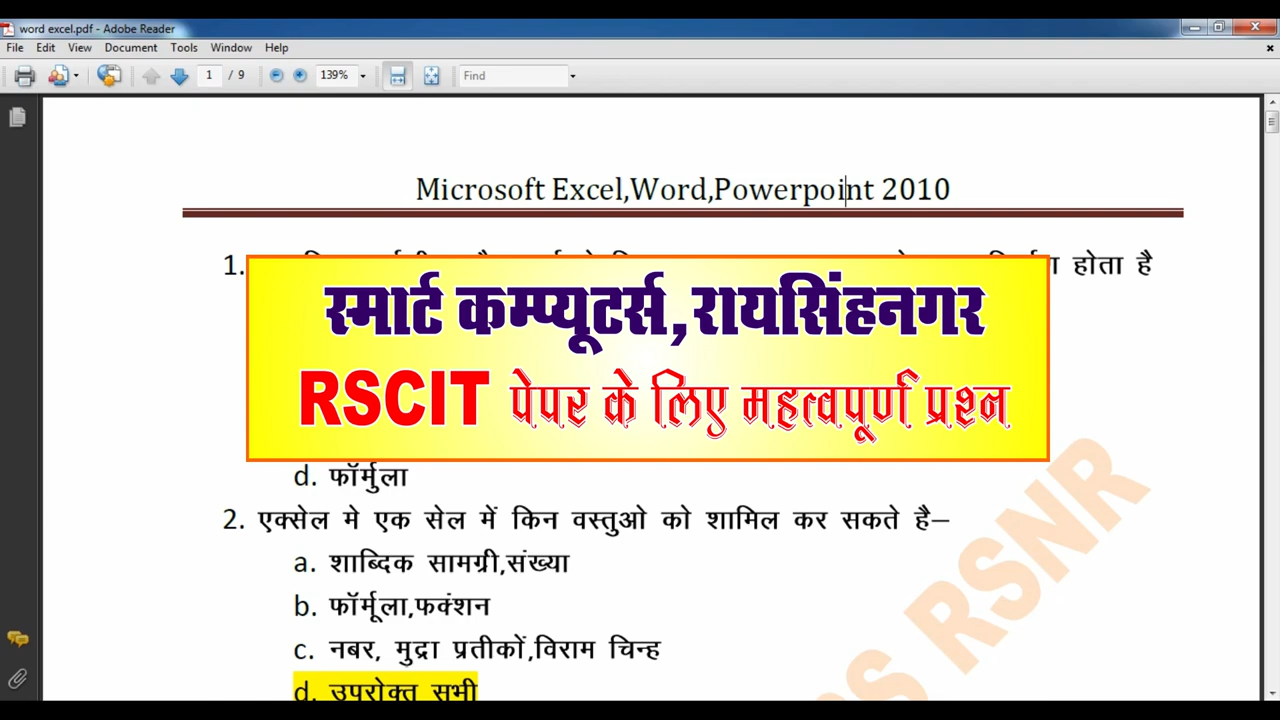 word excel.pdf - Adobe Reader
File Edit View Document Tools Window Help
1 / 9 139% Find
Microsoft Excel,Word,Powerpoint 2010
1. होता है
स्मार्ट कम्प्यूटर्स,रायसिंहनगर
RSCIT पेपर के लिए महत्वपूर्ण प्रश्न
d. फॉर्मुला
2. एक्सेल मे एक सेल में किन वस्तुओ को शामिल कर सकते है–
a. शाब्दिक सामग्री,संख्या
b. फॉर्मूला,फक्शंन
c. नबर, मुद्रा प्रतीकों,विराम चिन्ह
d. उपरोक्त सभी
RSNR